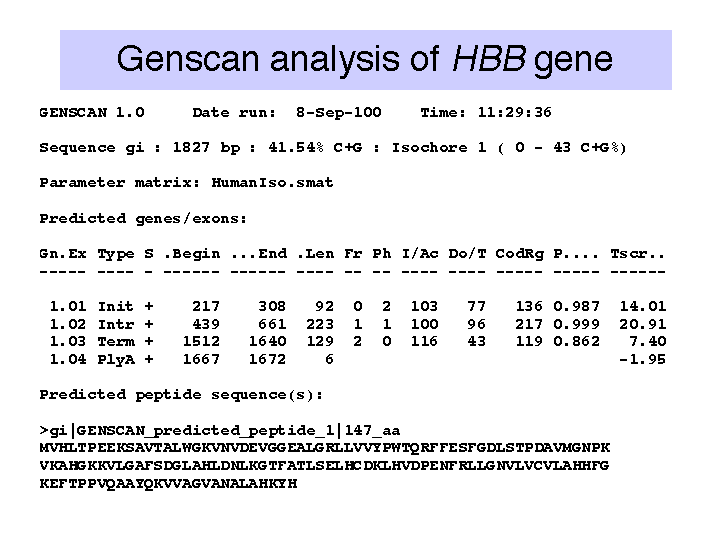 Genscan analysis of HBB gene
GENSCAN 1.0 Date run: 8-Sep-100 Time: 11:29:36
Sequence gi : 1827 bp : 41.54% C+G : Isochore 1 ( 0 - 43 C+G%)
Parameter matrix: HumanIso.smat
Predicted genes/exons:
Gn.Ex Type S .Begin ...End .Len Fr Ph I/Ac Do/T CodRg P.... Tscr..
----- ---- - ------ ------ ---- -- -- ---- ---- ----- ----- ------
1.01 Init + 217 308 92 0 2 103 77 136 0.987 14.01
1.02 Intr + 439 661 223 1 1 100 96 217 0.999 20.91
1.03 Term + 1512 1640 129 2 0 116 43 119 0.862 7.40
1.04 PlyA + 1667 1672 6 -1.95
Predicted peptide sequence(s):
>gi|GENSCAN_predicted_peptide_1|147_aa
MVHLTPEEKSAVTALWGKVNVDEVGGEALGRLLVVYPWTQRFFESFGDLSTPDAVMGNPK
VKAHGKKVLGAFSDGLAHLDNLKGTFATLSELHCDKLHVDPENFRLLGNVLVCVLAHHFG
KEFTPPVQAAYQKVVAGVANALAHKYH